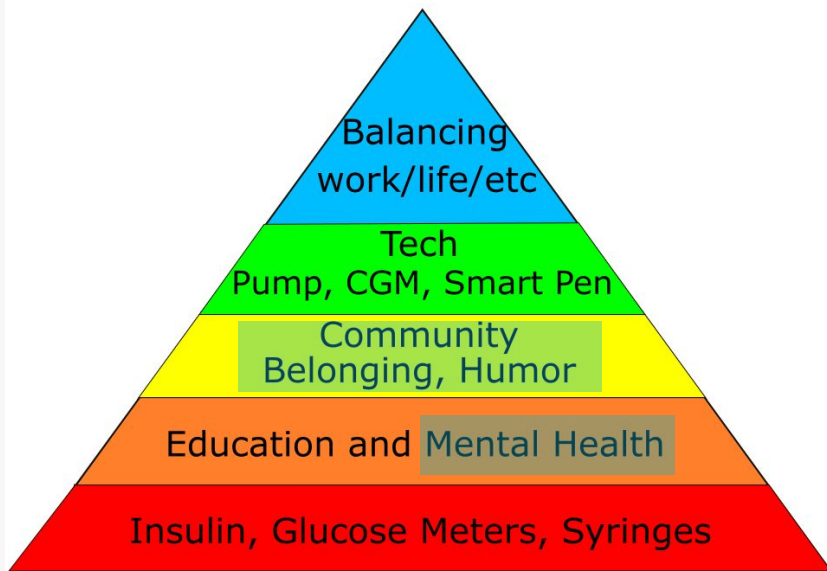 Balancing
work/life/etc
Tech
Pump, CGM, Smart Pen
Community
Belonging, Humor
Education and Mental Health
Insulin, Glucose Meters, Syringes